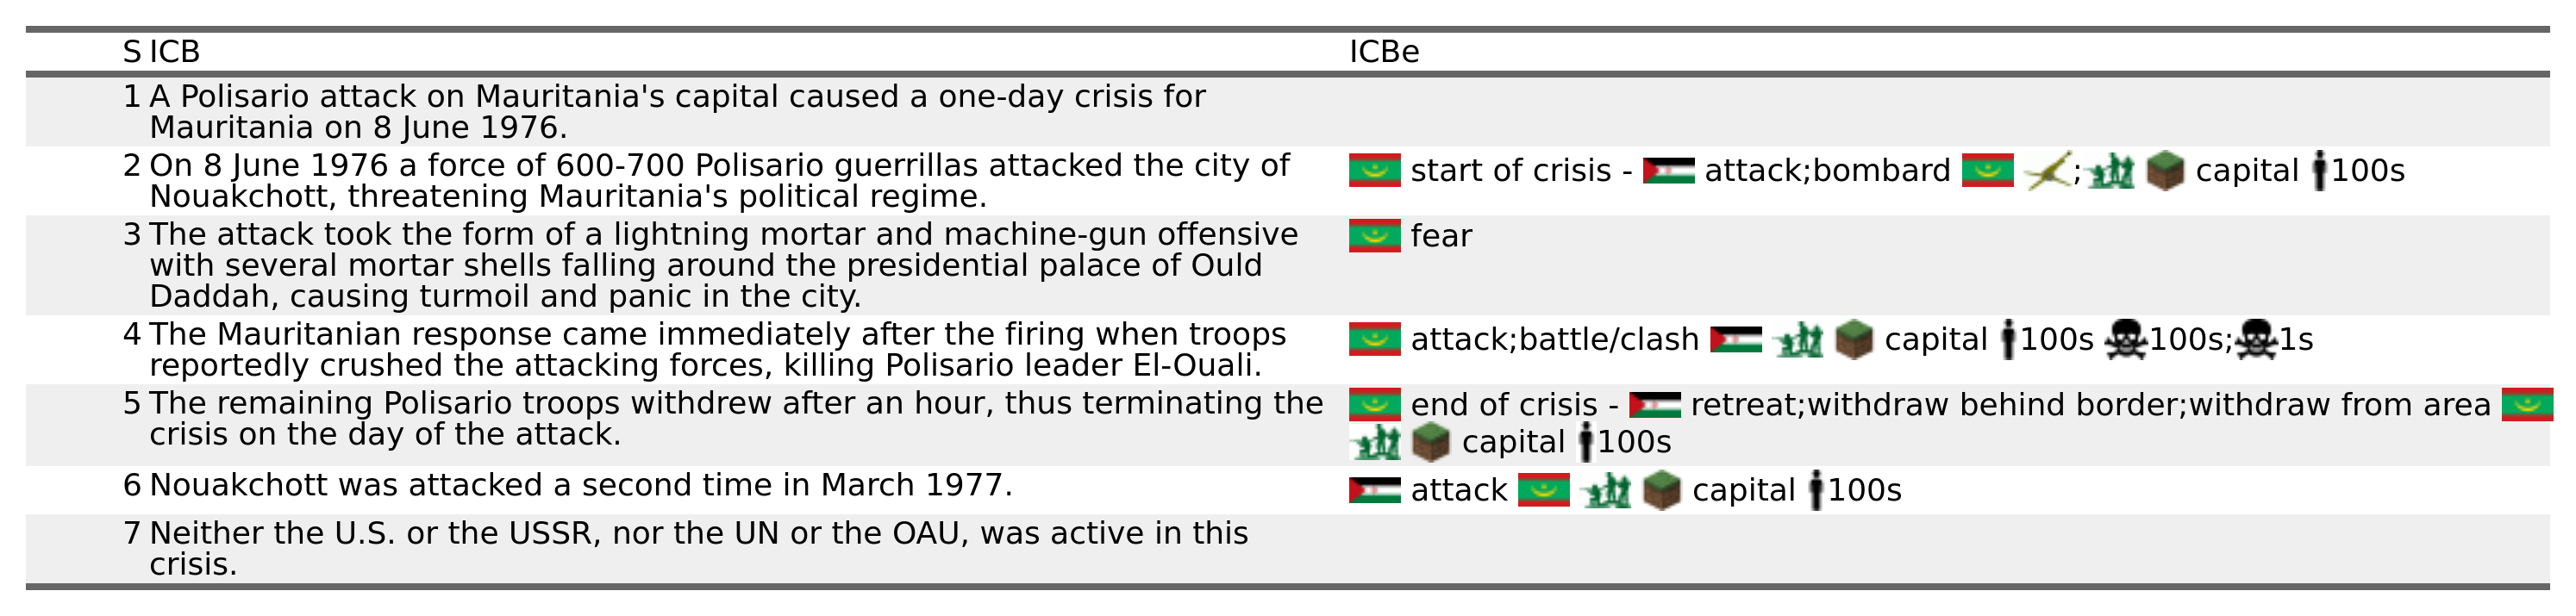 S ICB ICBe
1 A Polisario attack on Mauritania's capital caused a one-day crisis for
Mauritania on 8 June 1976.
2 On 8 June 1976 a force of 600-700 Polisario guerrillas attacked the city of
Nouakchott, threatening Mauritania's political regime.
start of crisis - attack;bombard ; capital 100s
3 The attack took the form of a lightning mortar and machine-gun offensive
with several mortar shells falling around the presidential palace of Ould
Daddah, causing turmoil and panic in the city.
fear
4 The Mauritanian response came immediately after the firing when troops
reportedly crushed the attacking forces, killing Polisario leader El-Ouali.
attack;battle/clash capital 100s 100s; 1s
5 The remaining Polisario troops withdrew after an hour, thus terminating the
crisis on the day of the attack.
end of crisis - retreat;withdraw behind border;withdraw from area
capital 100s
6 Nouakchott was attacked a second time in March 1977.
attack capital 100s
7 Neither the U.S. or the USSR, nor the UN or the OAU, was active in this
crisis.